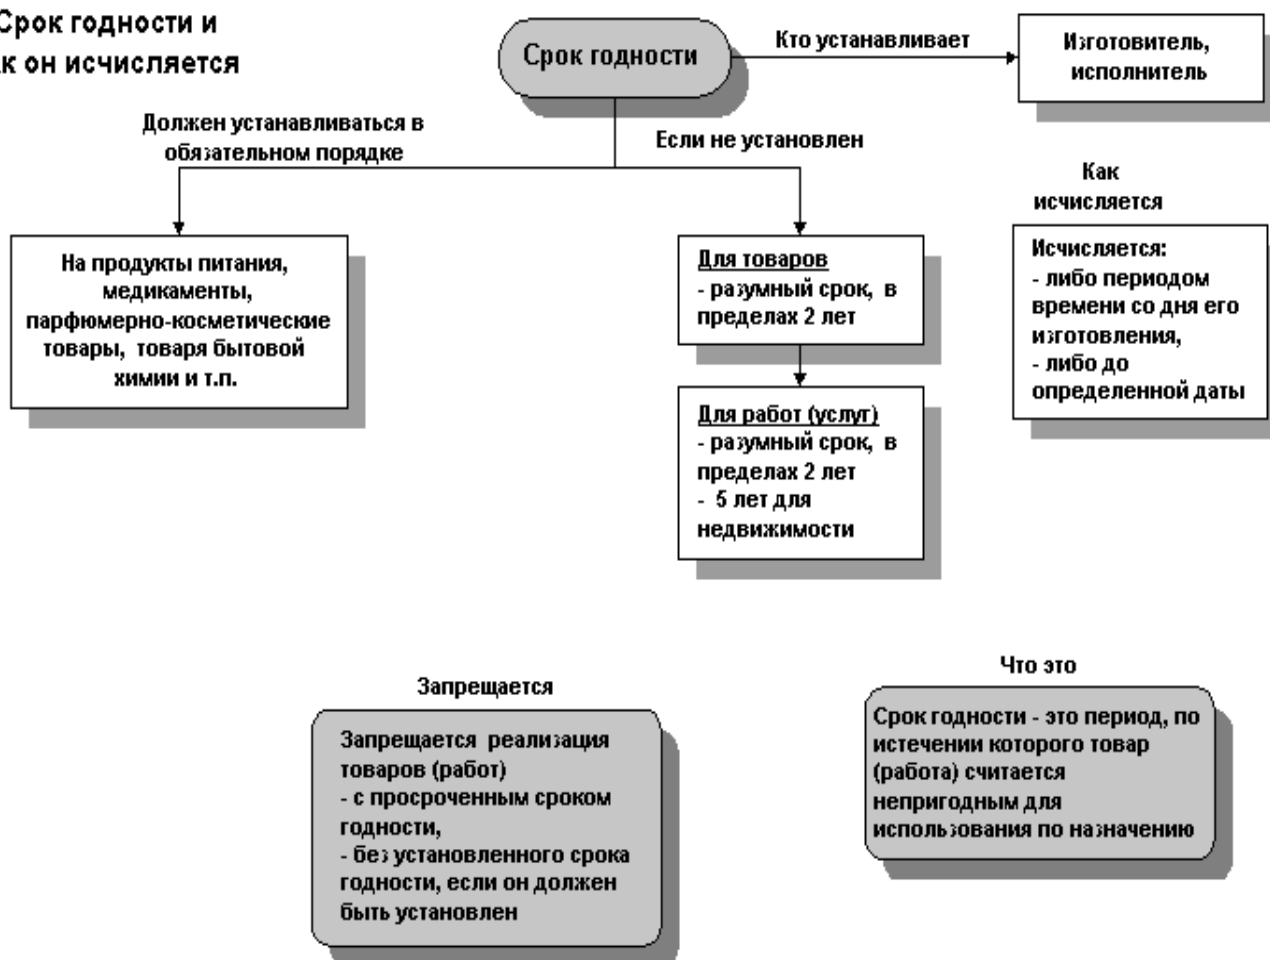 Срок годности и
к он исчисляется
Срок годности
Кто устанавливает
Изготовитель,
исполнитель
Должен устанавливаться в
обязательном порядке
Если не установлен
На продукты питания,
медикаменты,
парфюмерно-косметические
товары, товаря бытовой
химии и т.п.
Для товаров
- разумный срок, в
пределах 2 лет
Для работ (услуг)
- разумный срок, в
пределах 2 лет
- 5 лет для
недвижимости
Как
исчисляется
Исчисляется:
- либо периодом
времени со дня его
изготовления,
- либо до
определенной даты
Запрещается
Запрещается реализация
товаров (работ)
- с просроченным сроком
годности,
- без установленного срока
годности, если он должен
быть установлен
Что это
Срок годности - это период, по
истечении которого товар
(работа) считается
непригодным для
использования по назначению